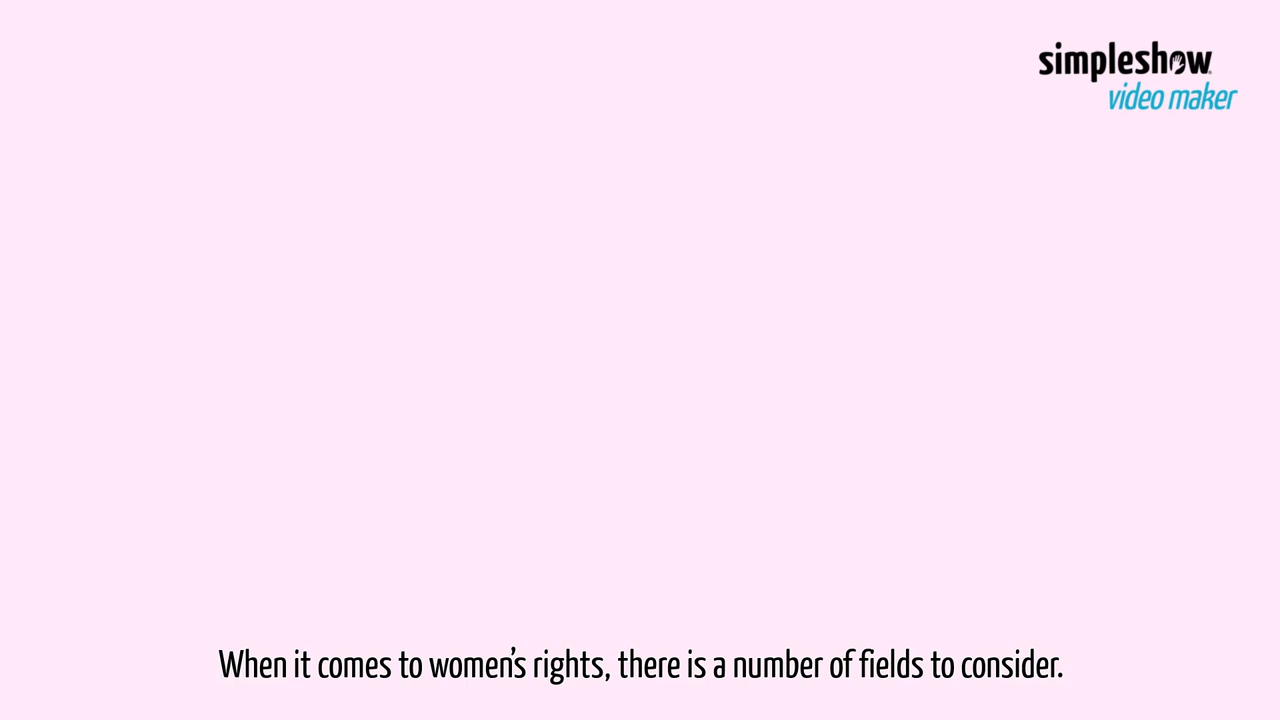 simpleshow
video maker
When it comes to women's rights, there is a number of fields to consider.